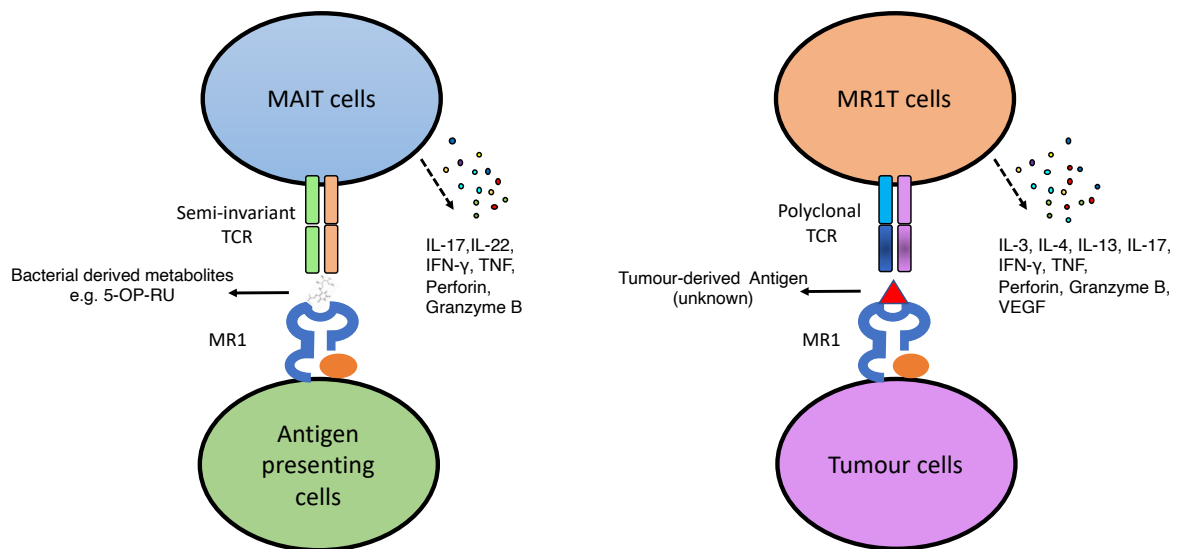 MAIT cells
Semi-invariant
TCR
IL-17,IL-22,
IFN-γ, TNF,
Perforin,
Granzyme B
Bacterial derived metabolites
e.g. 5-OP-RU
MR1
Antigen
presenting
cells
MR1T cells
Polyclonal
TCR
IL-3, IL-4, IL-13, IL-17,
IFN-γ, TNF,
Perforin, Granzyme B,
VEGF
Tumour-derived Antigen
(unknown)
MR1
Tumour cells